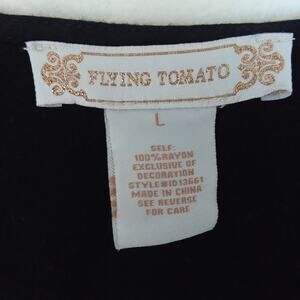 FLYING TOMATO
L
SELF:
100%RAYON
EXCLUSIVE OF
DECORATION
STYLE#ID13661
MADE IN CHINA
SEE REVERSE
FOR CARE